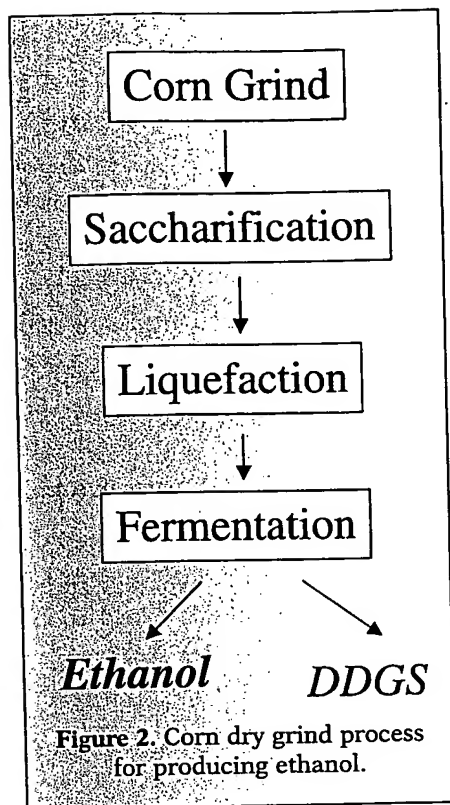 Corn Grind
Saccharification
Liquefaction
Fermentation
Ethanol DDGS
Figure 2. Corn dry grind process
for producing ethanol.